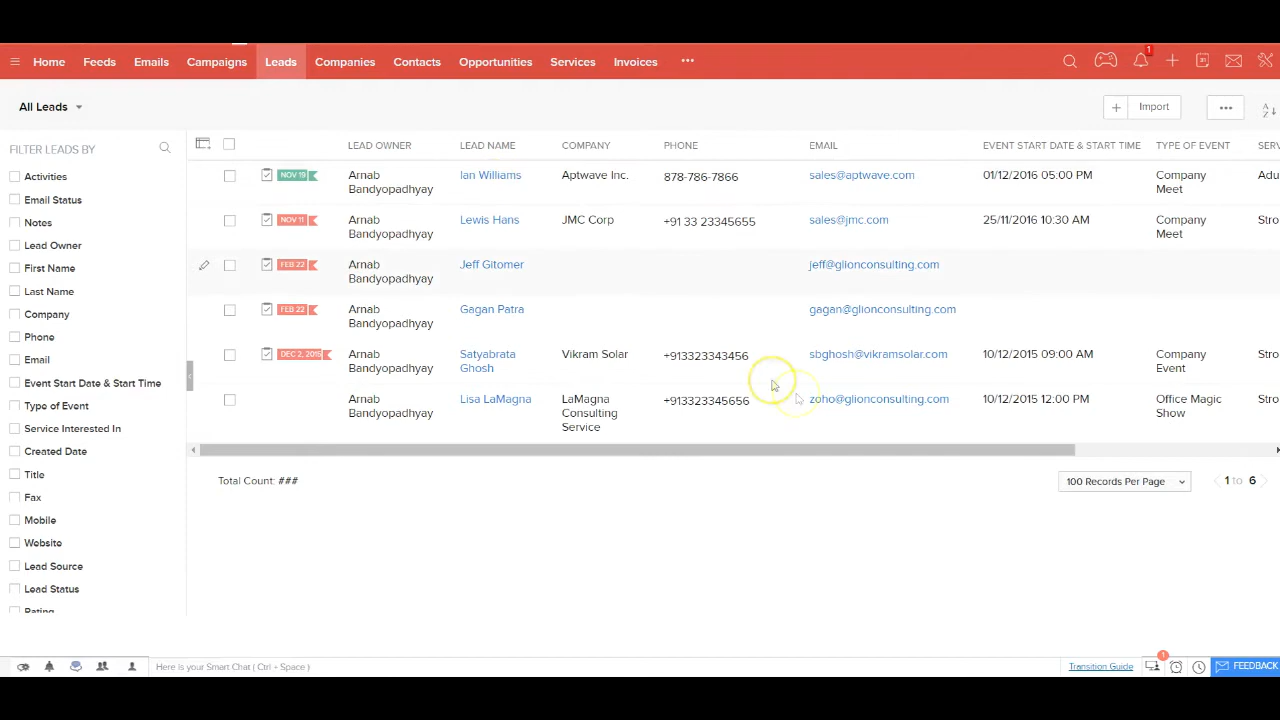 Home Feeds Emails Campaigns Leads Companies Contacts Opportunities Services Invoices ••• 1
All Leads Import •••
FILTER LEADS BY
Activities
Email Status
Notes
Lead Owner
First Name
Last Name
Company
Phone
Email
Event Start Date & Start Time
Type of Event
Service Interested In
Created Date
Title
Fax
Mobile
Website
Lead Source
Lead Status
Rating
LEAD OWNER LEAD NAME COMPANY PHONE EMAIL EVENT START DATE & START TIME TYPE OF EVENT
NOV 19 Arnab Ian Williams Aptwave Inc. 878-786-7866 sales@aptwave.com 01/12/2016 05:00 PM Company
Bandyopadhyay Meet
NOV 11 Arnab Lewis Hans JMC Corp +91 33 23345655 sales@jmc.com 25/11/2016 10:30 AM Company
Bandyopadhyay Meet
FEB 22 Arnab Jeff Gitomer jeff@glionconsulting.com
Bandyopadhyay
FEB 22 Arnab Gagan Patra gagan@glionconsulting.com
Bandyopadhyay
DEC 2, 2015 Arnab Satyabrata Vikram Solar +913323343456 sbghosh@vikramsolar.com 10/12/2015 09:00 AM Company
Bandyopadhyay Ghosh Event
Arnab Lisa LaMagna LaMagna +913323345656 zoho@glionconsulting.com 10/12/2015 12:00 PM Office Magic
Bandyopadhyay Consulting Show
Service
Total Count: ### 100 Records Per Page 1 to 6
Here is your Smart Chat ( Ctrl + Space ) Transition Guide 1 FEEDBACK